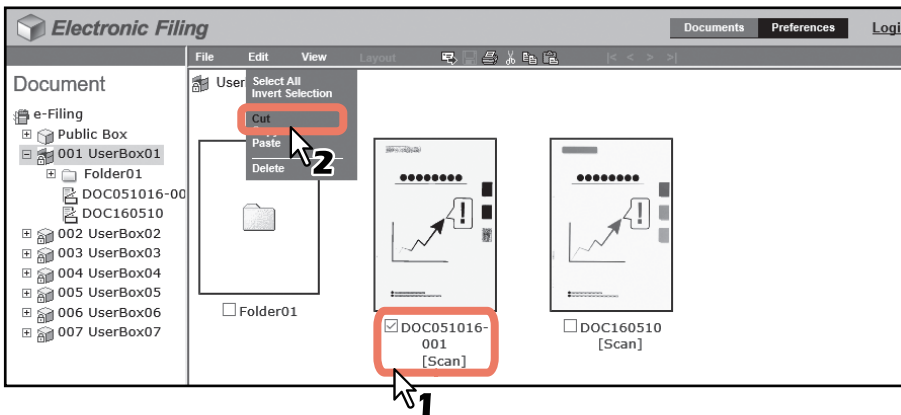 Electronic Filing
Documents Preferences Logi
File Edit View Layout |< < > >|
Document
e-Filing
Public Box
001 UserBox01
Folder01
DOC051016-00
DOC160510
002 UserBox02
003 UserBox03
004 UserBox04
005 UserBox05
006 UserBox06
007 UserBox07
User
Select All
Invert Selection
Cut
Paste
Delete
2
!
!
Folder01
DOC051016-
001
[Scan]
DOC160510
[Scan]
1